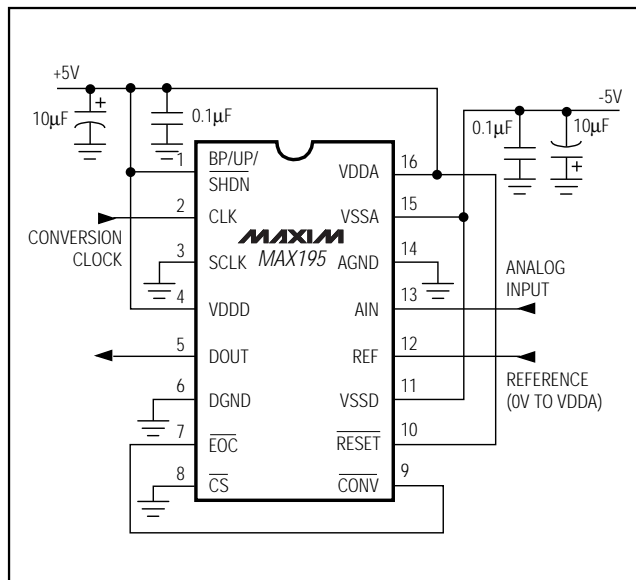 +5V
10µF
+
0.1µF
-5V
0.1µF
10µF
+
1
BP/UP/
SHDN
VDDA
16
2
CLK
VSSA
15
CONVERSION
CLOCK
MAXIM
MAX195
3
SCLK
AGND
14
4
VDDD
AIN
13
ANALOG
INPUT
5
DOUT
REF
12
REFERENCE
(0V TO VDDA)
6
DGND
VSSD
11
7
EOC
RESET
10
8
CS
CONV
9